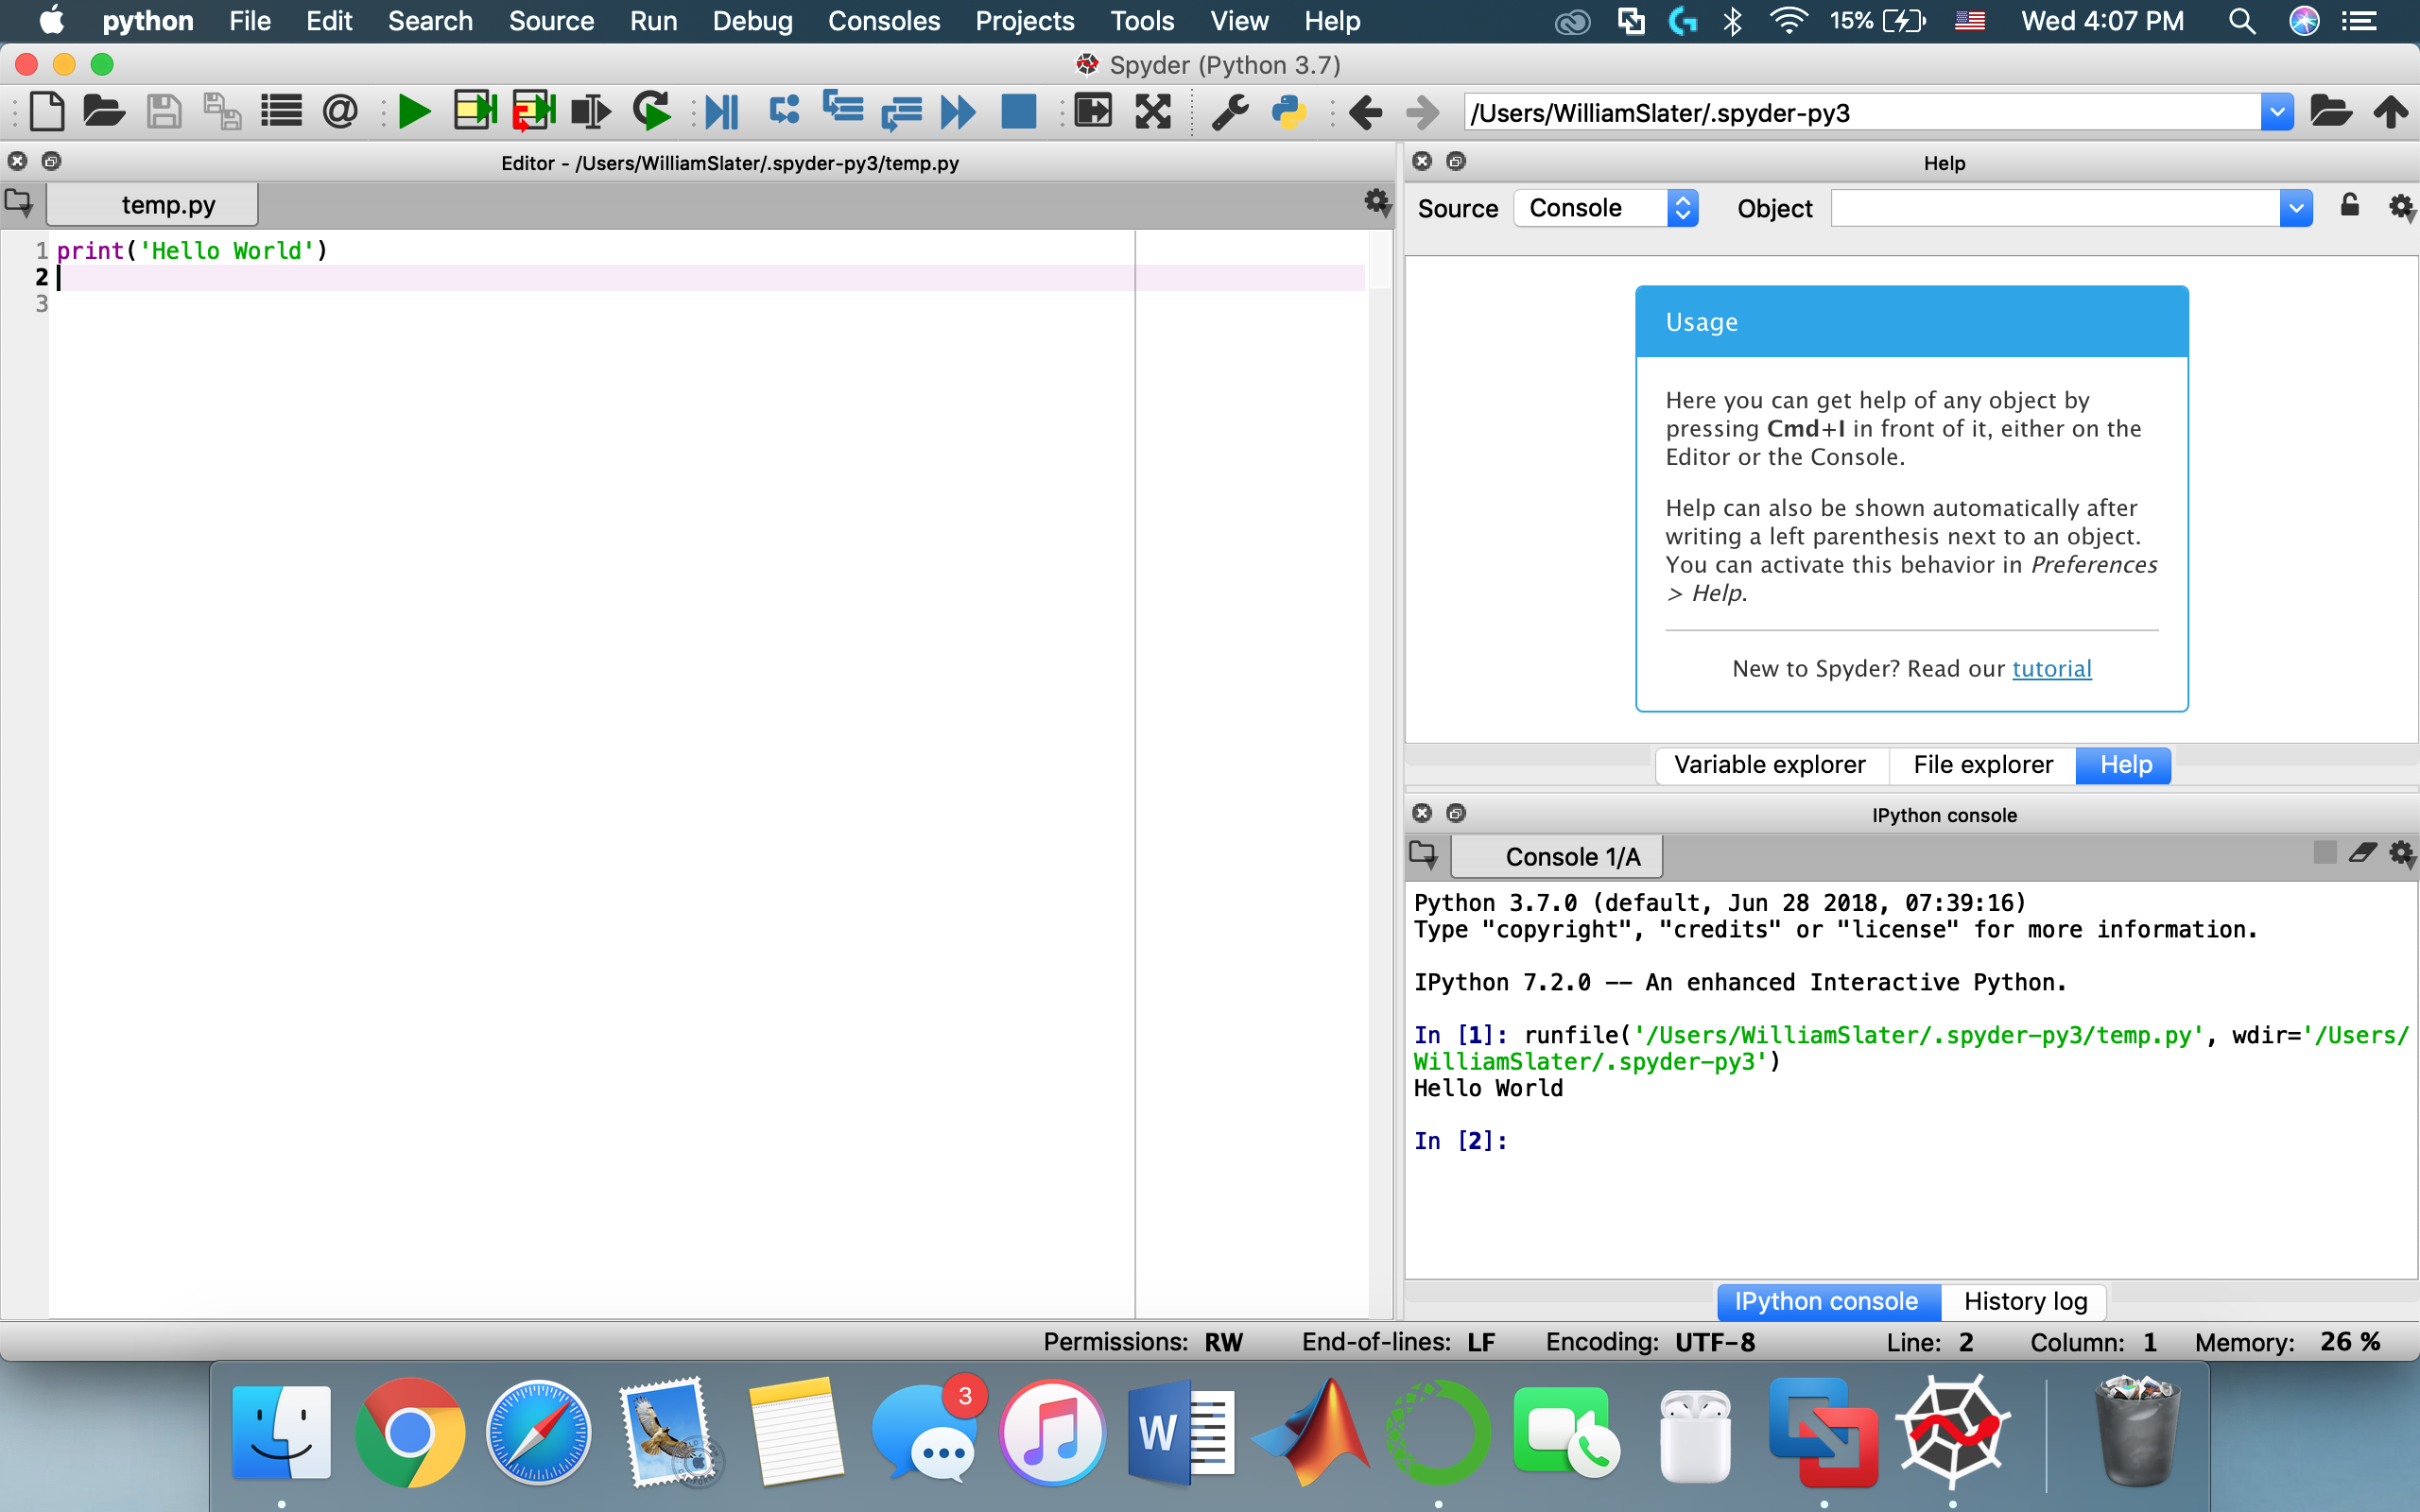 python File Edit Search Source Run Debug Consoles Projects Tools View Help 15% Wed 4:07 PM
Spyder (Python 3.7)
/Users/WilliamSlater/.spyder-py3
Editor - /Users/WilliamSlater/.spyder-py3/temp.py
temp.py
1 print('Hello World')
2
3
Help
Source Console Object
Usage
Here you can get help of any object by
pressing Cmd+I in front of it, either on the
Editor or the Console.
Help can also be shown automatically after
writing a left parenthesis next to an object.
You can activate this behavior in Preferences
> Help.
New to Spyder? Read our tutorial
Variable explorer File explorer Help
IPython console
Console 1/A
Python 3.7.0 (default, Jun 28 2018, 07:39:16)
Type "copyright", "credits" or "license" for more information.
IPython 7.2.0 -- An enhanced Interactive Python.
In [1]: runfile('/Users/WilliamSlater/.spyder-py3/temp.py', wdir='/Users/
WilliamSlater/.spyder-py3')
Hello World
In [2]:
IPython console History log
Permissions: RW End-of-lines: LF Encoding: UTF-8 Line: 2 Column: 1 Memory: 26 %
3
W